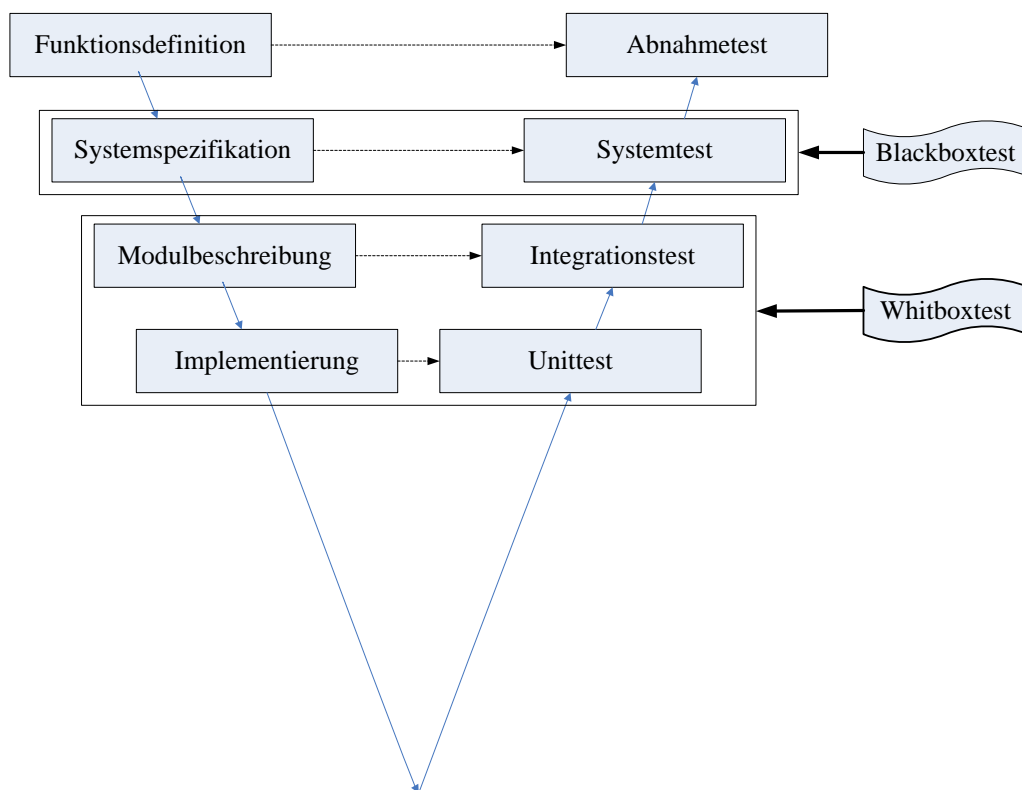 Funktionsdefinition
Abnahmetest
Systemspezifikation
Systemtest
Blackboxtest
Modulbeschreibung
Integrationstest
Whitboxtest
Implementierung
Unittest